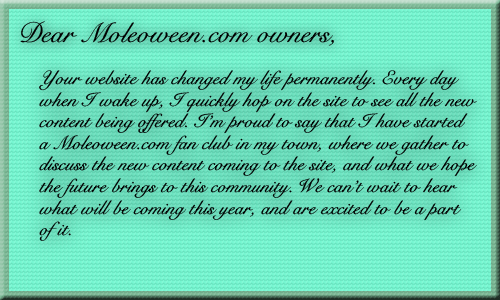 Dear Moleoween.com owners,
Your website has changed my life permanently. Every day
when I wake up, I quickly hop on the site to see all the new
content being offered. I'm proud to say that I have started
a Moleoween.com fan club in my town, where we gather to
discuss the new content coming to the site, and what we hope
the future brings to this community. We can't wait to hear
what will be coming this year, and are excited to be a part
of it.